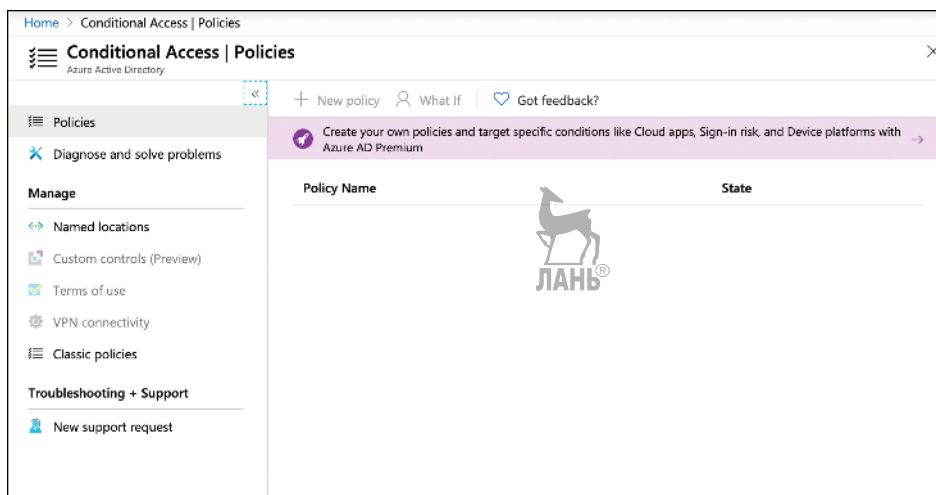 Home > Conditional Access | Policies
Conditional Access | Policies
Azure Active Directory
«
New policy
What If
Got feedback?
Policies
Diagnose and solve problems
Manage
Named locations
Custom controls (Preview)
Terms of use
VPN connectivity
Classic policies
Troubleshooting + Support
New support request
Create your own policies and target specific conditions like Cloud apps, Sign-in risk, and Device platforms with
Azure AD Premium
Policy Name
State
ЛАНЬ®